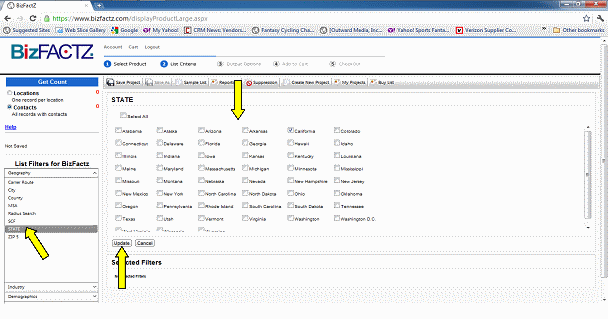 BizFactZ
https://www.bizfactz.com/displayProductLarge.aspx
Suggested Sites Web Slice Gallery My Yahoo! CRM News: Vendors... Fantasy Cycling Cha... [Outward Media, Inc... Yahoo! Sports Fanta... Verizon Supplier Co... Other bookmarks
BizFACTZ
Account Cart Logout
1 Select Product 2 List Criteria 3 Output Options 4 Add to Cart 5 Checkout
Get Count
Save Project Save As Sample List Report Suppression Create New Project My Projects Buy List
Locations 0
One record per location
Contacts 0
All records with contacts
Help
Not Saved
List Filters for BizFactz
Geography
Carrier Route
City
County
MSA
Radius Search
SCF
STATE
ZIP 5
Industry
Demographics
STATE
Select All
Alabama Alaska Arizona Arkansas California Colorado
Connecticut Delaware Florida Georgia Hawaii Idaho
Illinois Indiana Iowa Kansas Kentucky Louisiana
Maine Maryland Massachusetts Michigan Minnesota Mississippi
Missouri Montana Nebraska Nevada New Hampshire New Jersey
New Mexico New York North Carolina North Dakota Ohio Oklahoma
Oregon Pennsylvania Rhode Island South Carolina South Dakota Tennessee
Texas Utah Vermont Virginia Washington Washington D.C.
Update Cancel
Selected Filters